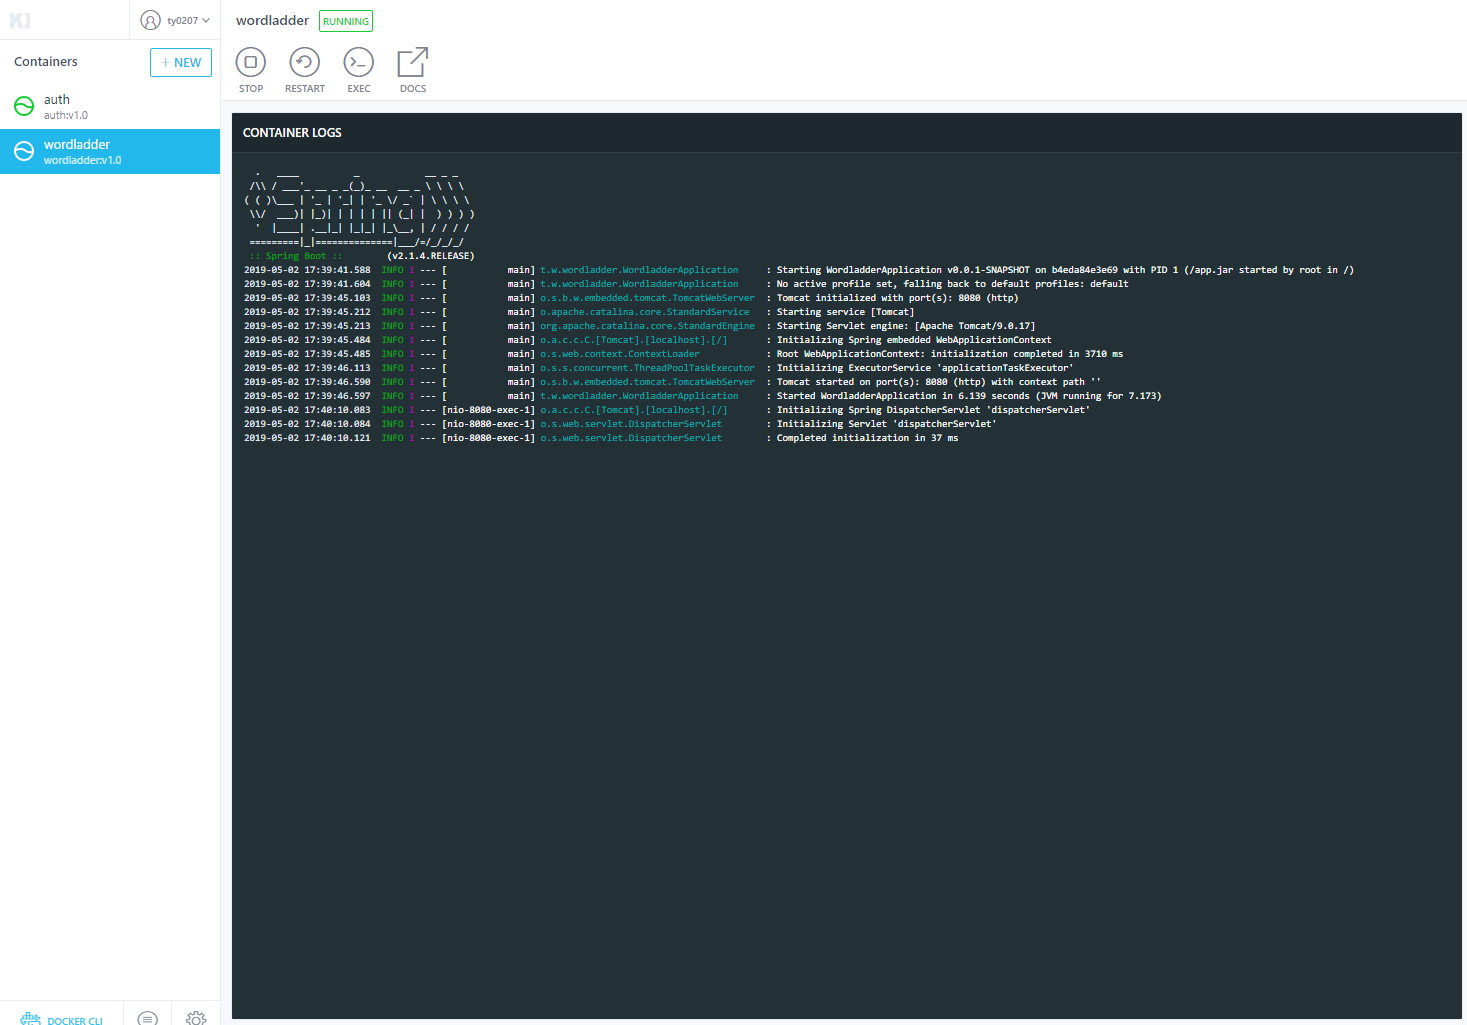 ty0207
wordladder RUNNING
Containers
+ NEW
STOP RESTART EXEC DOCS
auth
auth:v1.0
wordladder
wordladder:v1.0
CONTAINER LOGS
  .   ____          _            __ _ _
 /\\ / ___'_ __ _ _(_)_ __  __ _ \ \ \ \
( ( )\___ | '_ | '_| | '_ \/ _` | \ \ \ \
 \\/  ___)| |_)| | | | | || (_| |  ) ) ) )
  '  |____| .__|_| |_|_| |_\__, | / / / /
 =========|_|==============|___/=/_/_/_/
 :: Spring Boot ::        (v2.1.4.RELEASE)
2019-05-02 17:39:41.588  INFO 1 --- [           main] t.w.wordladder.WordladderApplication     : Starting WordladderApplication v0.0.1-SNAPSHOT on b4eda84e3e69 with PID 1 (/app.jar started by root in /)
2019-05-02 17:39:41.604  INFO 1 --- [           main] t.w.wordladder.WordladderApplication     : No active profile set, falling back to default profiles: default
2019-05-02 17:39:45.103  INFO 1 --- [           main] o.s.b.w.embedded.tomcat.TomcatWebServer  : Tomcat initialized with port(s): 8080 (http)
2019-05-02 17:39:45.212  INFO 1 --- [           main] o.apache.catalina.core.StandardService   : Starting service [Tomcat]
2019-05-02 17:39:45.213  INFO 1 --- [           main] org.apache.catalina.core.StandardEngine  : Starting Servlet engine: [Apache Tomcat/9.0.17]
2019-05-02 17:39:45.484  INFO 1 --- [           main] o.a.c.c.C.[Tomcat].[localhost].[/]       : Initializing Spring embedded WebApplicationContext
2019-05-02 17:39:45.485  INFO 1 --- [           main] o.s.web.context.ContextLoader            : Root WebApplicationContext: initialization completed in 3710 ms
2019-05-02 17:39:46.113  INFO 1 --- [           main] o.s.s.concurrent.ThreadPoolTaskExecutor  : Initializing ExecutorService 'applicationTaskExecutor'
2019-05-02 17:39:46.590  INFO 1 --- [           main] o.s.b.w.embedded.tomcat.TomcatWebServer  : Tomcat started on port(s): 8080 (http) with context path ''
2019-05-02 17:39:46.597  INFO 1 --- [           main] t.w.wordladder.WordladderApplication     : Started WordladderApplication in 6.139 seconds (JVM running for 7.173)
2019-05-02 17:40:10.083  INFO 1 --- [nio-8080-exec-1] o.a.c.c.C.[Tomcat].[localhost].[/]       : Initializing Spring DispatcherServlet 'dispatcherServlet'
2019-05-02 17:40:10.084  INFO 1 --- [nio-8080-exec-1] o.s.web.servlet.DispatcherServlet        : Initializing Servlet 'dispatcherServlet'
2019-05-02 17:40:10.121  INFO 1 --- [nio-8080-exec-1] o.s.web.servlet.DispatcherServlet        : Completed initialization in 37 ms
DOCKER CLI